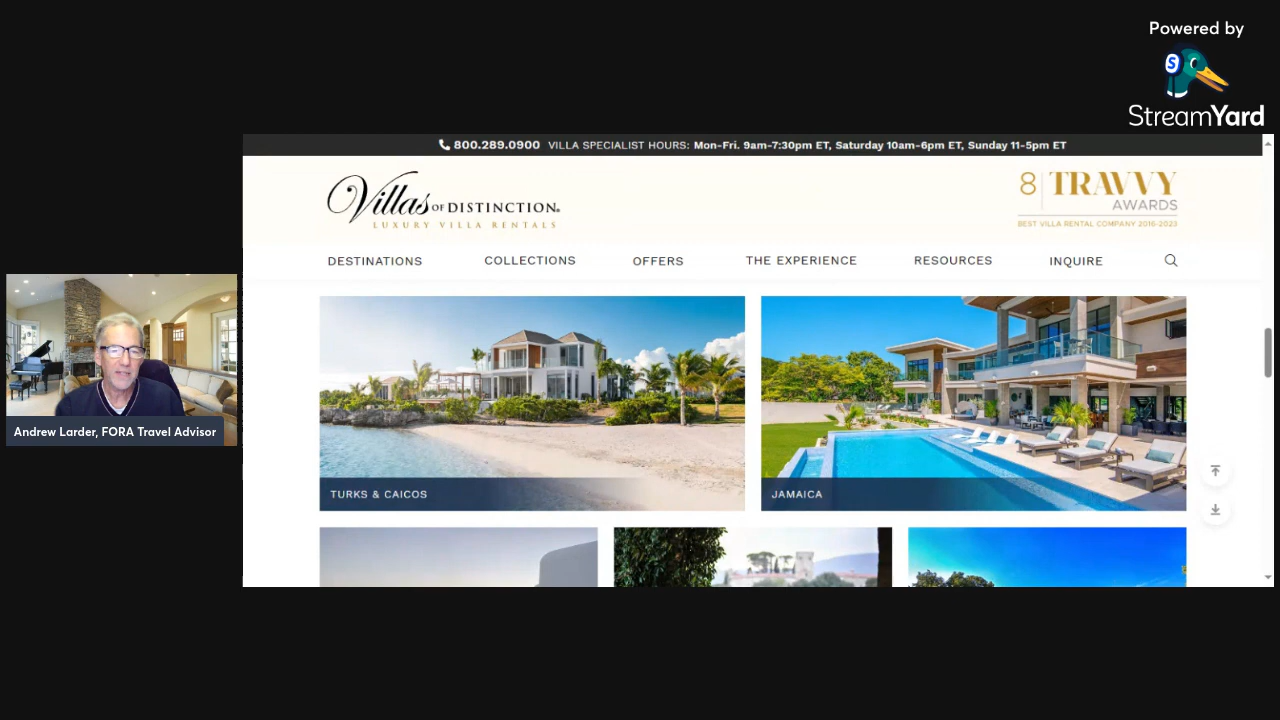 Powered by
S
StreamYard
800.289.0900 VILLA SPECIALIST HOURS: Mon-Fri. 9am-7:30pm ET, Saturday 10am-6pm ET, Sunday 11-5pm ET
Villas OF DISTINCTION®
LUXURY VILLA RENTALS
8 TRAVVY
AWARDS
BEST VILLA RENTAL COMPANY 2016-2023
DESTINATIONS COLLECTIONS OFFERS THE EXPERIENCE RESOURCES INQUIRE
Andrew Larder, FORA Travel Advisor
TURKS & CAICOS
JAMAICA